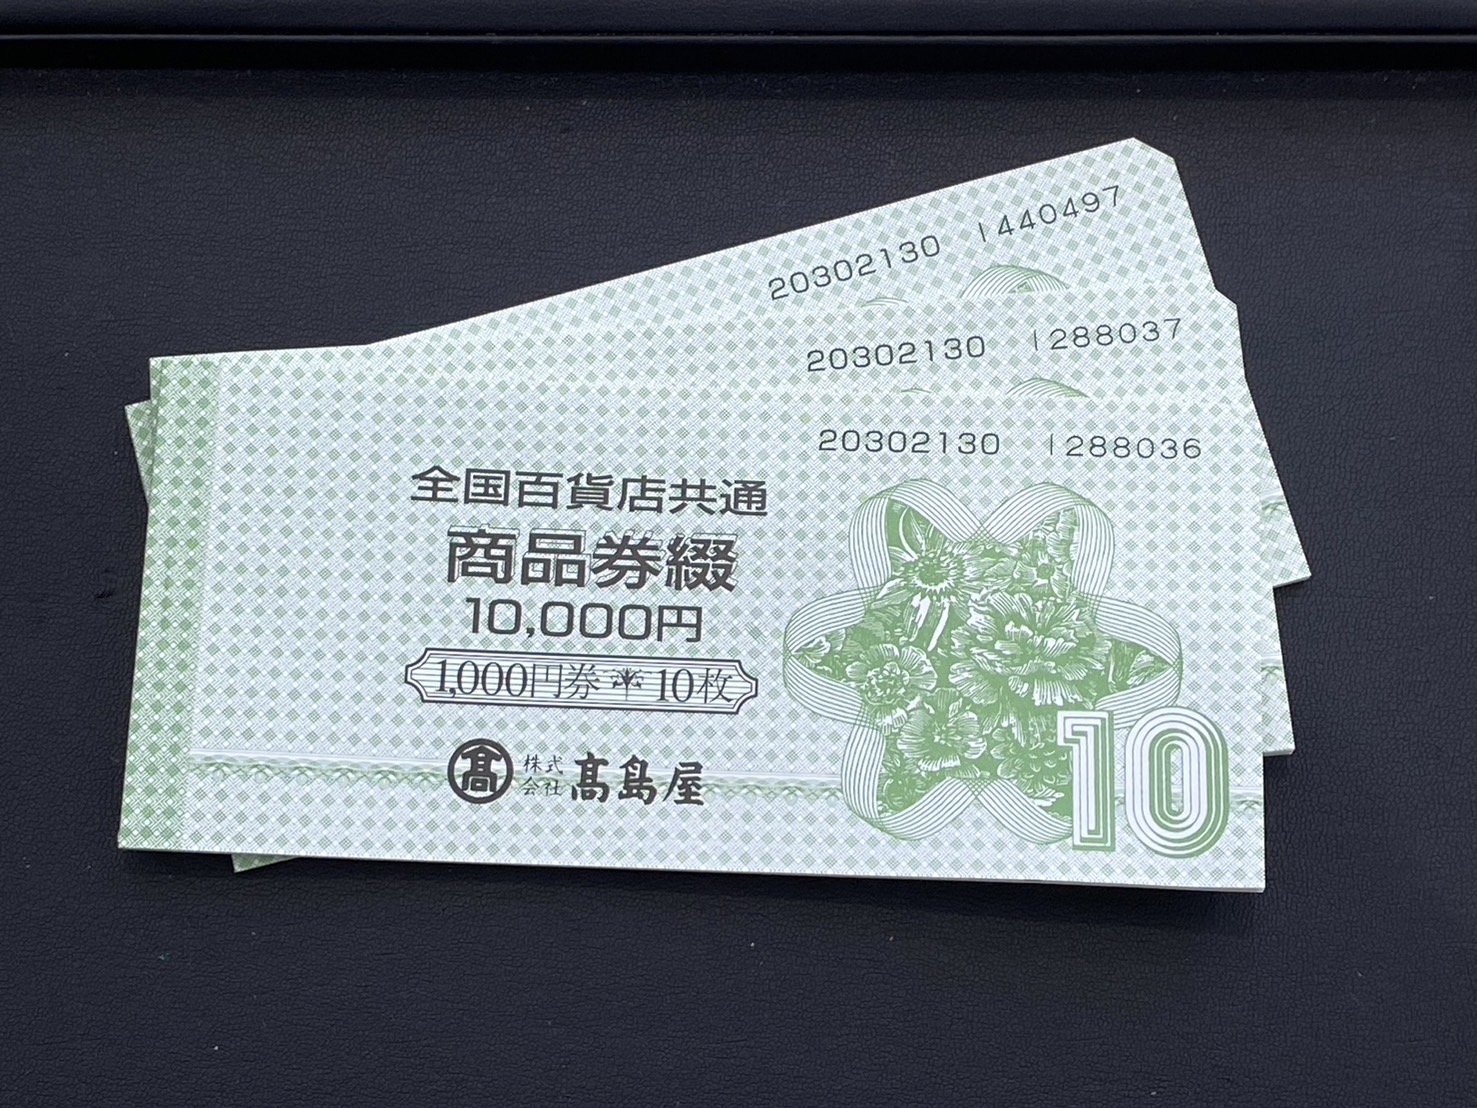 20302130 1440497
20302130 1288037
20302130 1288036
全国百貨店共通
商品券綴
10,000円
1,000円券 10枚
髙 株式会社 髙島屋
10